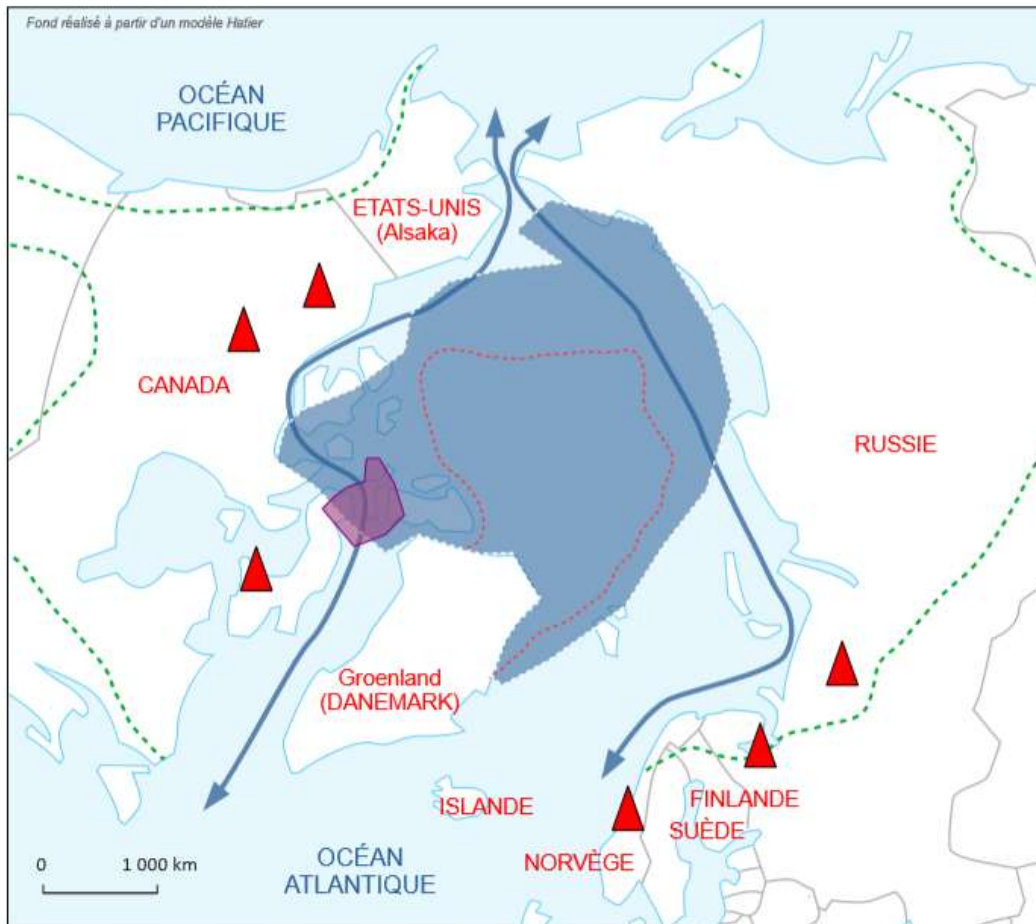 Fond réalisé à partir d'un modèle Hatier
OCÉAN
PACIFIQUE
ETATS-UNIS
(Alsaka)
CANADA
RUSSIE
Groenland
(DANEMARK)
ISLANDE
FINLANDE
SUÈDE
NORVÈGE
OCÉAN
ATLANTIQUE
0 1 000 km